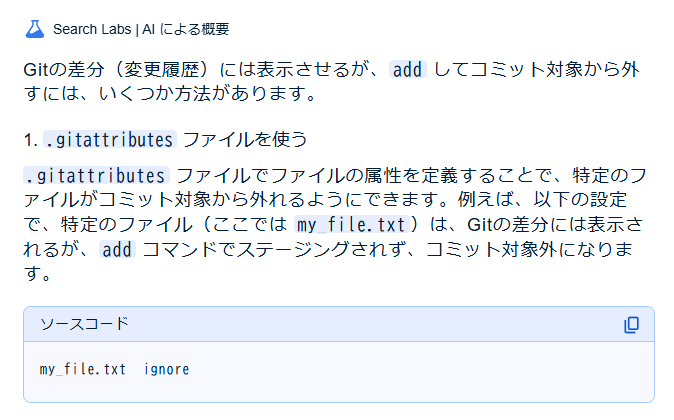 Search Labs | AI による概要
Gitの差分（変更履歴）には表示させるが、 add してコミット対象から外
すには、いくつか方法があります。
1. .gitattributes ファイルを使う
.gitattributes ファイルでファイルの属性を定義することで、特定のフ
ァイルがコミット対象から外れるようにできます。例えば、以下の設定
で、特定のファイル（ここでは my_file.txt）は、Gitの差分には表示さ
れるが、add コマンドでステージングされず、コミット対象外になりま
す。
ソースコード
my_file.txt  ignore